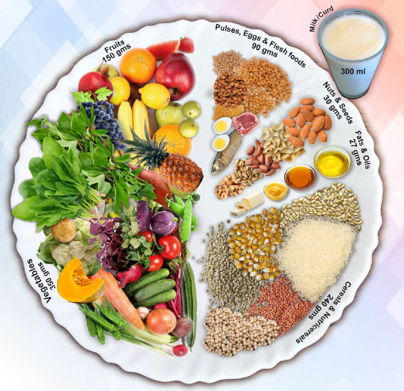 Fruits
150 gms
Pulses, Eggs & Flesh foods
90 gms
Milk/Curd
300 ml
Nuts & Seeds
30 gms
Fats & Oils
27 gms
Cereals & Nutricereals
240 gms
Vegetables
350 gms